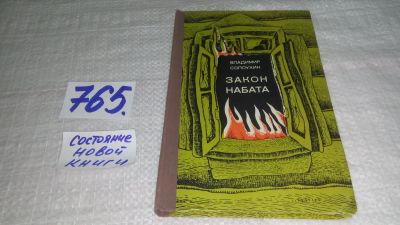 765.
СОСТОЯНИЕ
НОВОЙ
КНИГИ
ВЛАДИМИР
СОЛОУХИН
ЗАКОН
НАБАТА